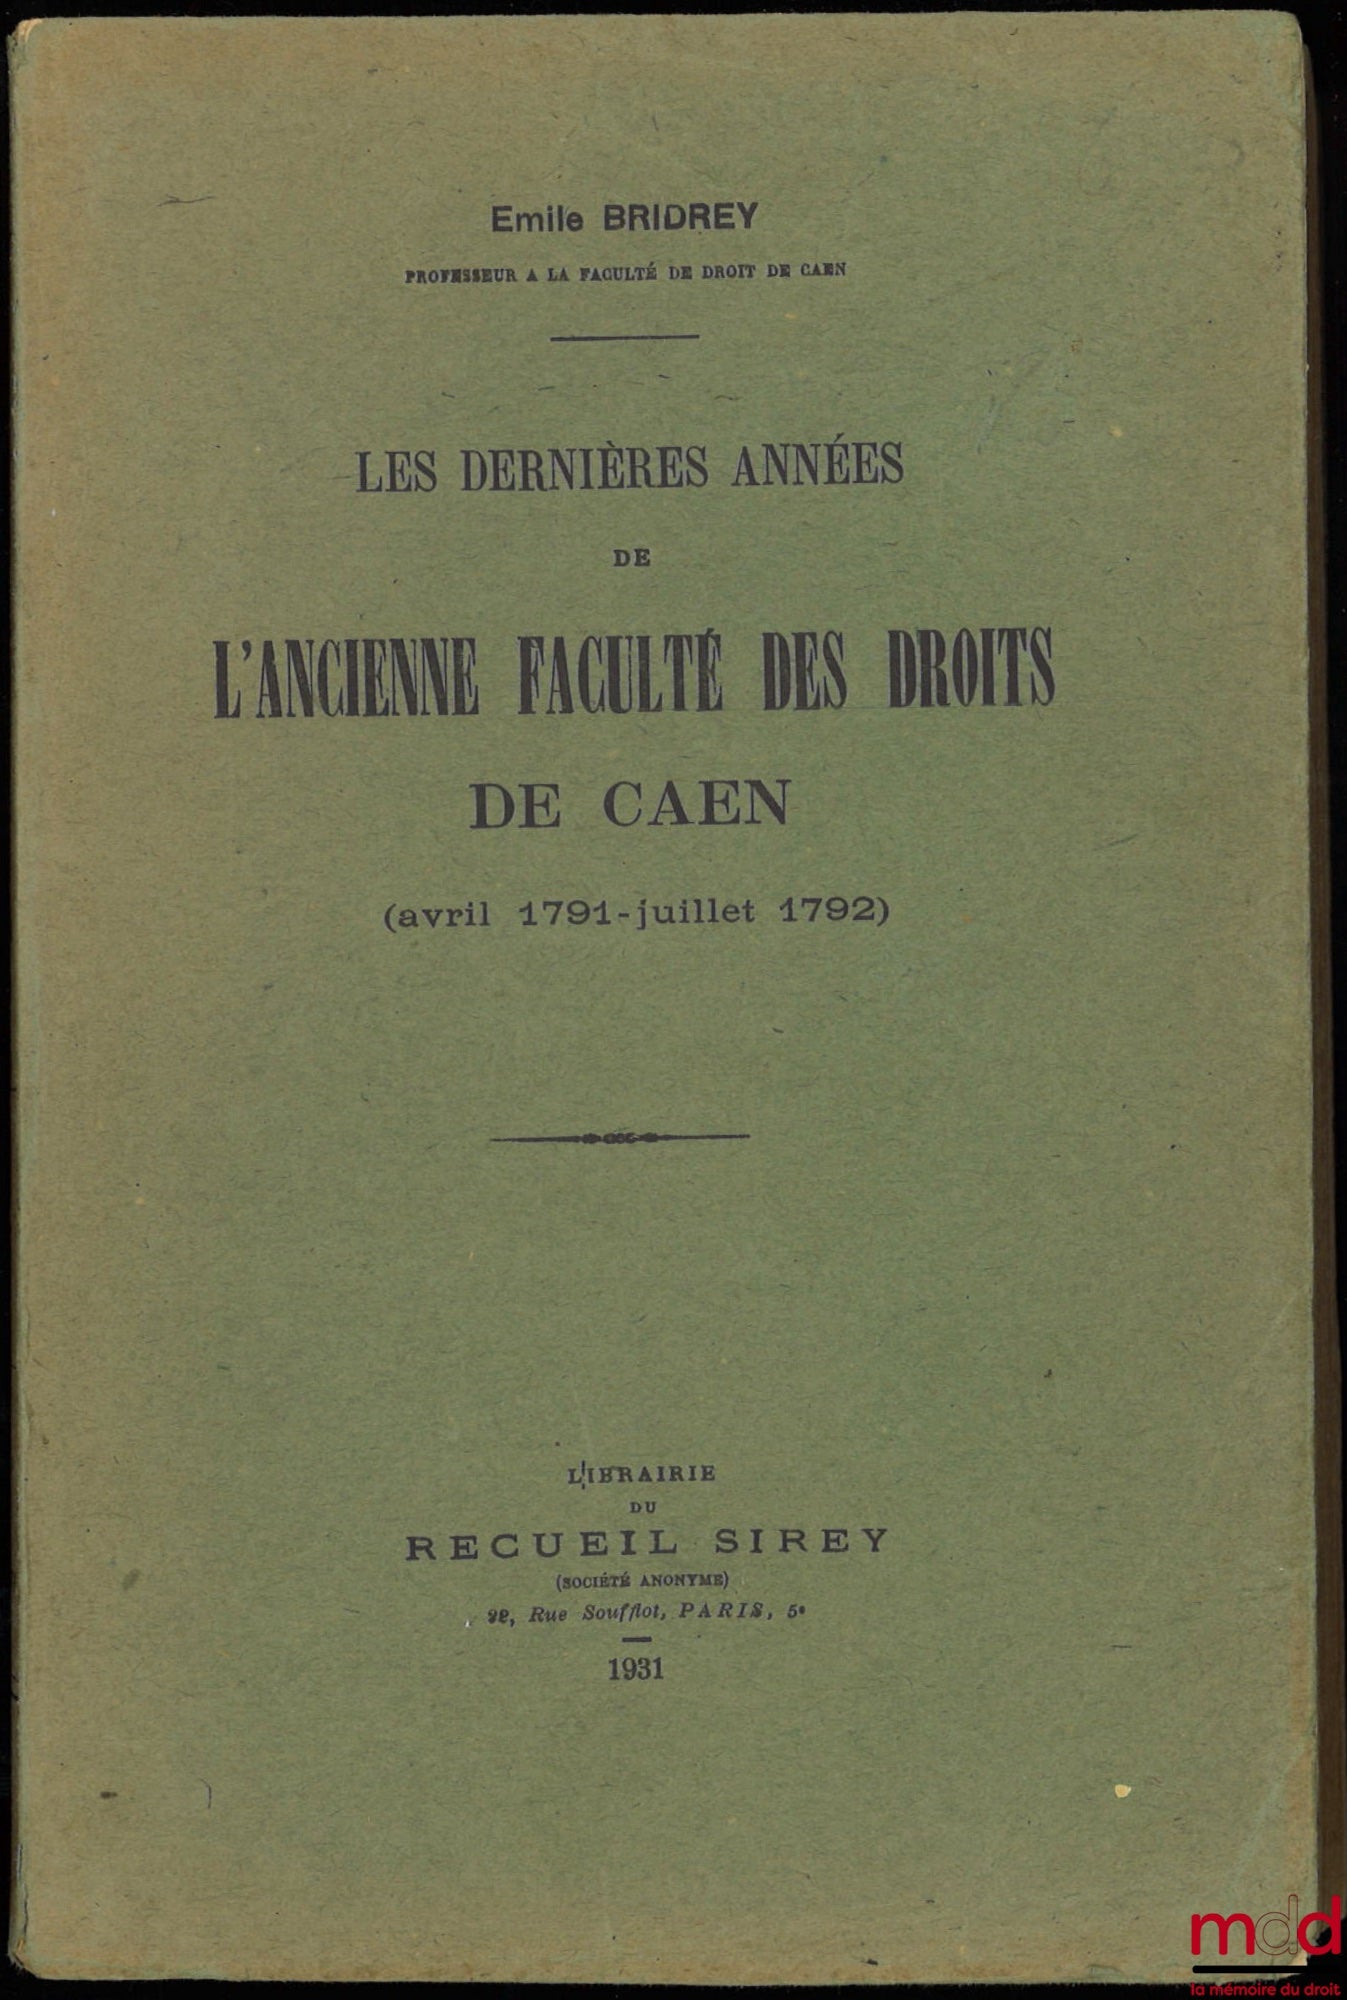 Emile BRIDREY
PROFESSEUR A LA FACULTÉ DE DROIT DE CAEN
LES DERNIÈRES ANNÉES
DE
L'ANCIENNE FACULTÉ DES DROITS
DE CAEN
(avril 1791-juillet 1792)
LIBRAIRIE
DU
RECUEIL SIREY
(SOCIÉTÉ ANONYME)
Rue Soufflot, PARIS, 5e
1931
mdd
la mémoire du droit